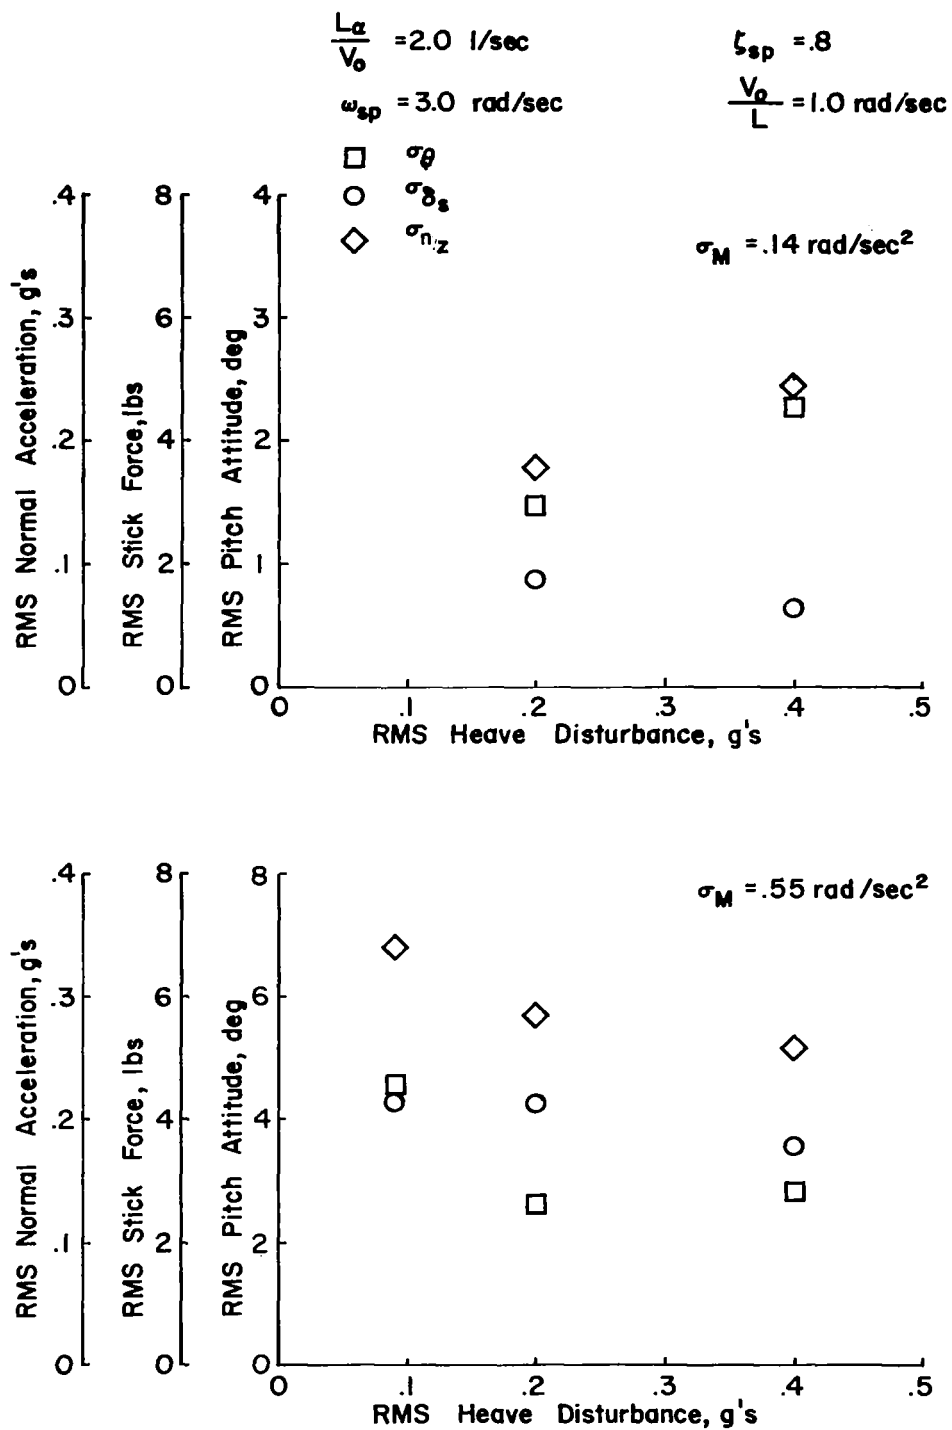 Lα/V₀ =2.0 1/sec
ζsp =.8
ωsp =3.0 rad/sec
V₀/L =1.0 rad/sec
σθ
σδs
σnz
σM =.14 rad/sec²
RMS Normal Acceleration, g's
.4
.3
.2
.1
0
RMS Stick Force, lbs
8
6
4
2
0
RMS Pitch Attitude, deg
4
3
2
1
0
0 .1 .2 .3 .4 .5
RMS Heave Disturbance, g's
σM =.55 rad/sec²
RMS Normal Acceleration, g's
.4
.3
.2
.1
0
RMS Stick Force, lbs
8
6
4
2
0
RMS Pitch Attitude, deg
8
6
4
2
0
0 .1 .2 .3 .4 .5
RMS Heave Disturbance, g's